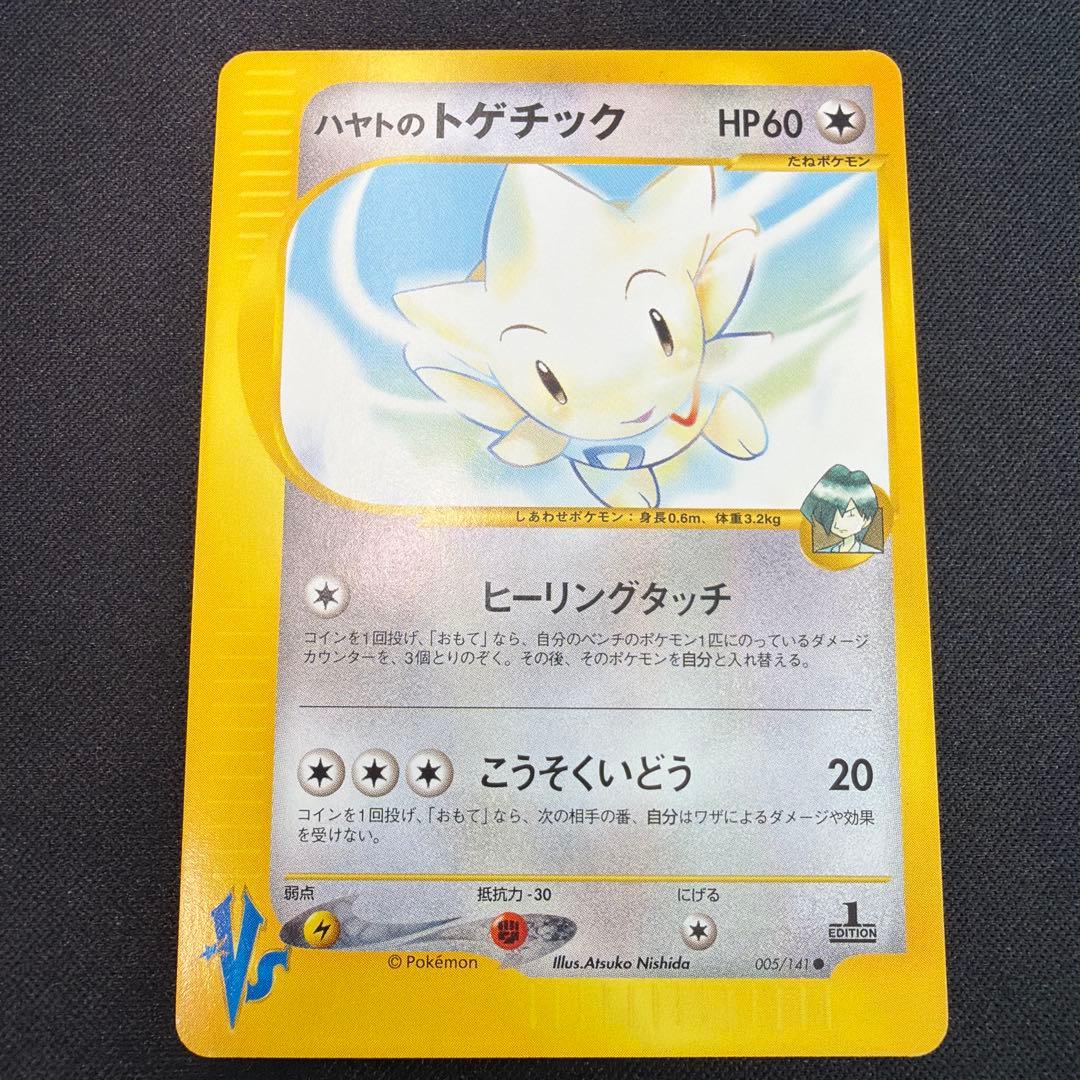 ハヤトのトゲチック HP60
たねポケモン
しあわせポケモン：身長0.6m、体重3.2kg
ヒーリングタッチ
コインを1回投げ、「おもて」なら、自分のベンチのポケモン1匹にのっているダメージ
カウンターを、3個とりのぞく。その後、そのポケモンを自分と入れ替える。
こうそくいどう 20
コインを1回投げ、「おもて」なら、次の相手の番、自分はワザによるダメージや効果
を受けない。
弱点 抵抗力-30 にげる
1
EDITION
VS
© Pokémon Illus.Atsuko Nishida 005/141●